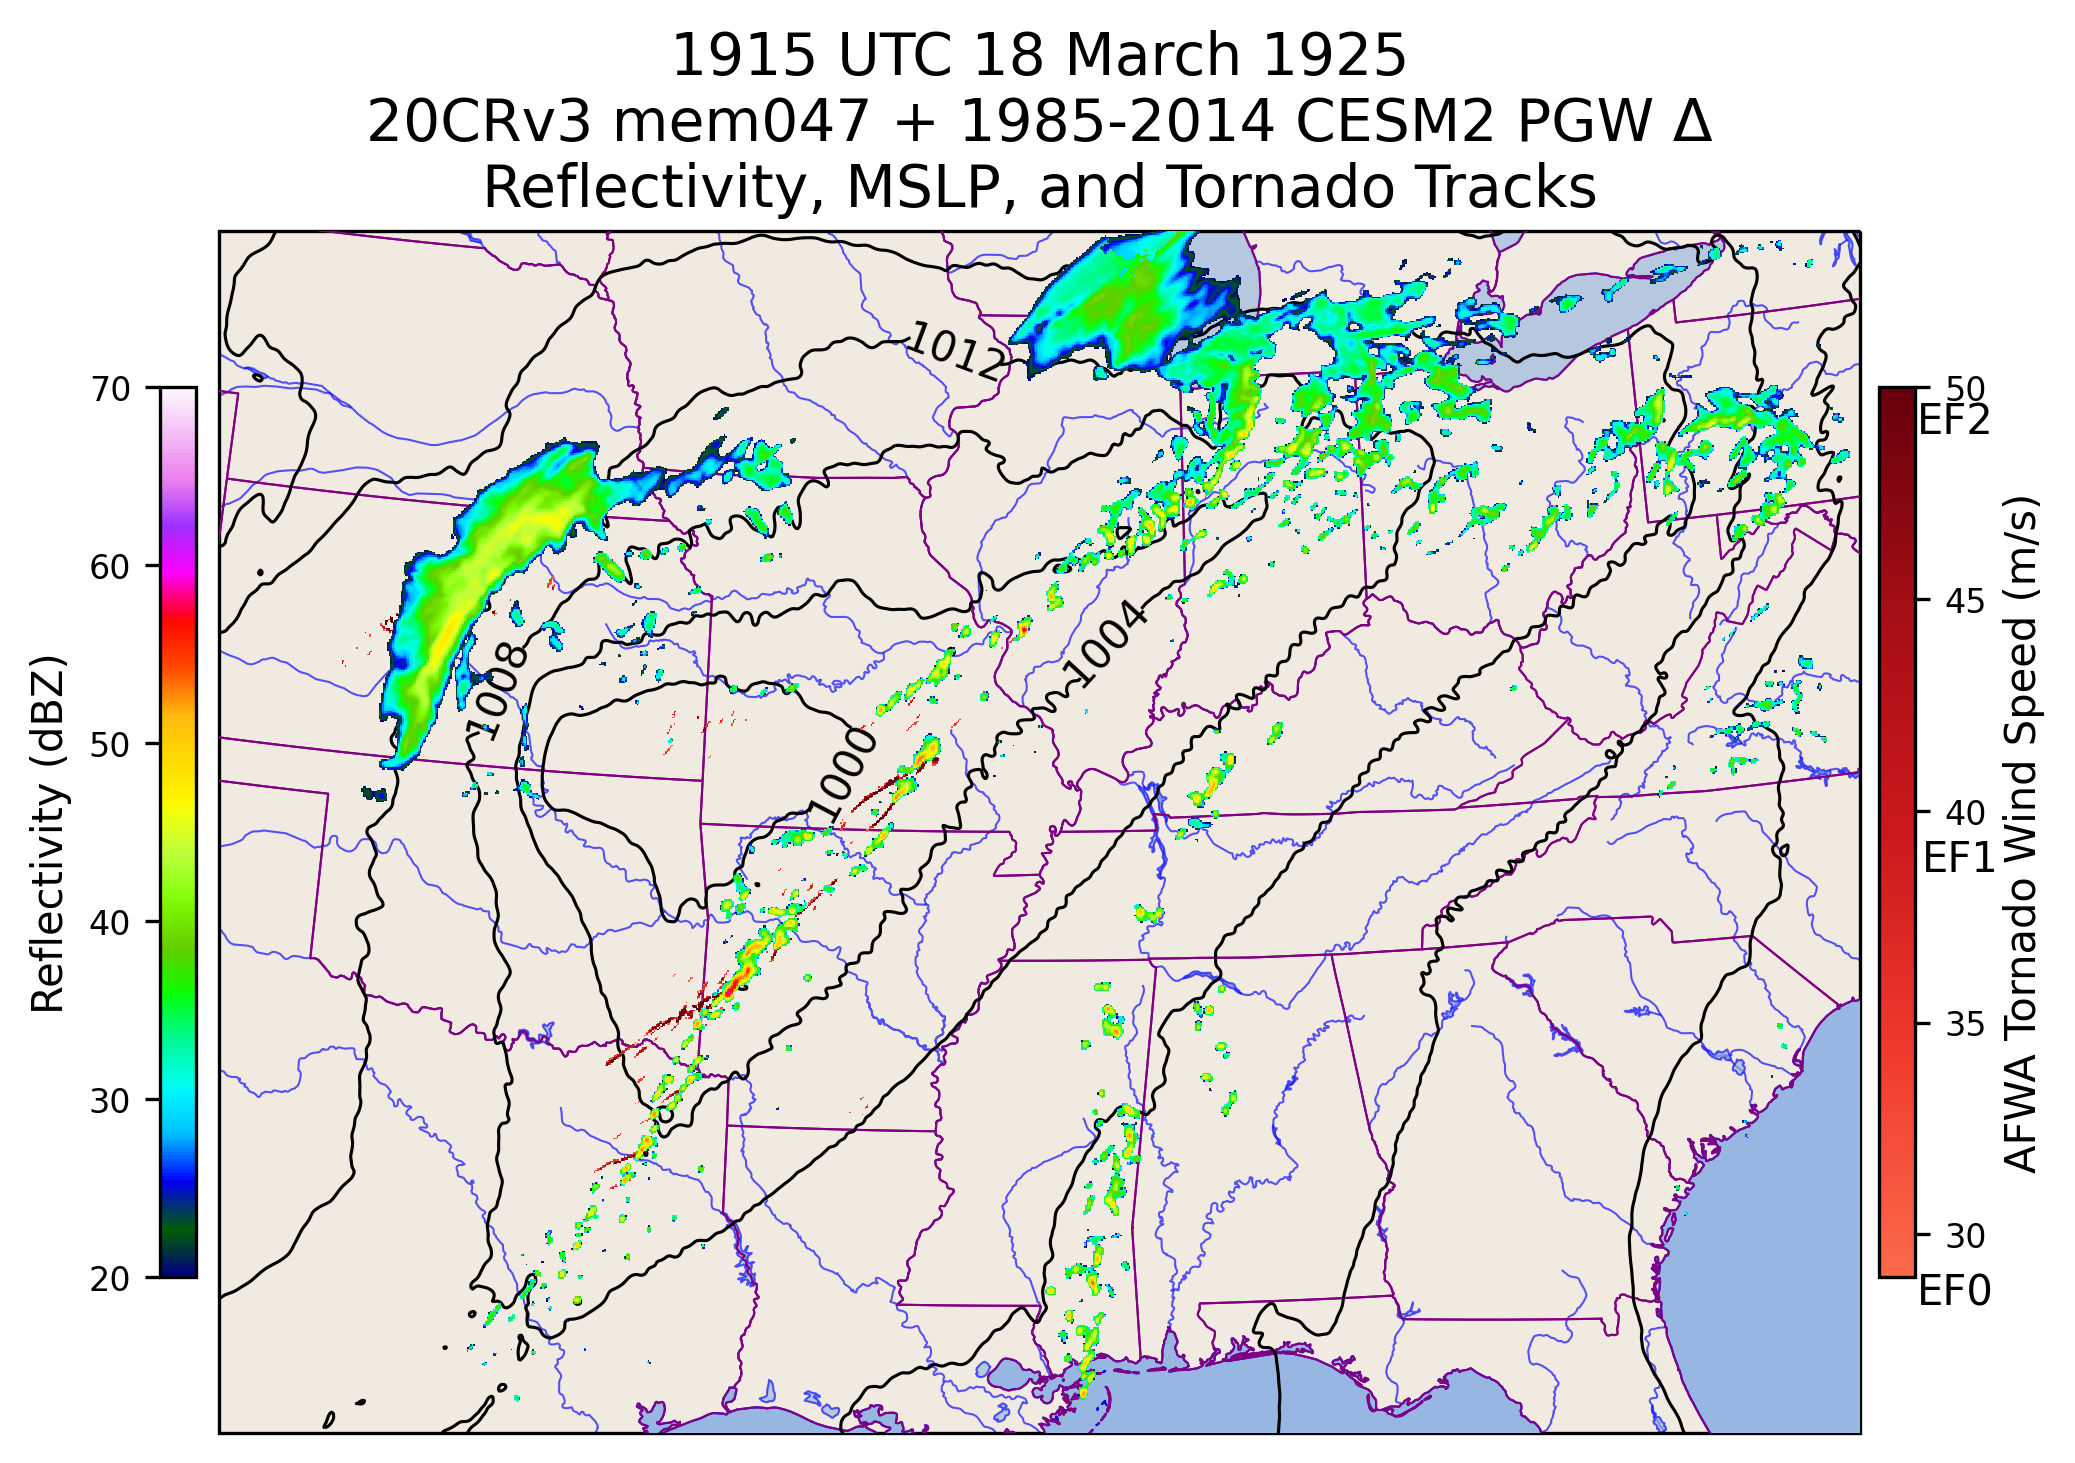 1915 UTC 18 March 1925
20CRv3 mem047 + 1985-2014 CESM2 PGW Δ
Reflectivity, MSLP, and Tornado Tracks
1012
1008
1004
1000
70
60
50
40
30
20
Reflectivity (dBZ)
50
EF2
45
40
EF1
35
30
EF0
AFWA Tornado Wind Speed (m/s)